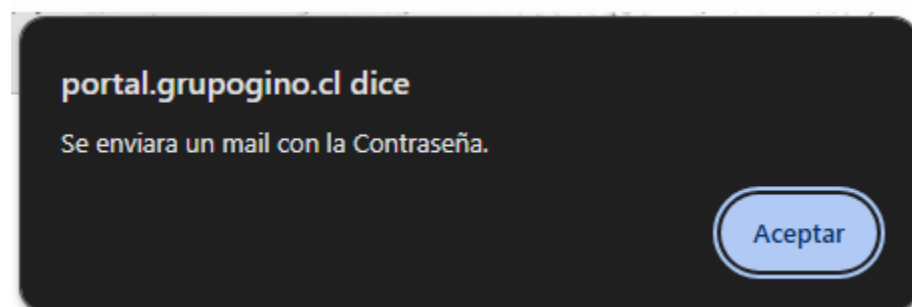 portal.grupogino.cl dice
Se enviara un mail con la Contraseña.
Aceptar